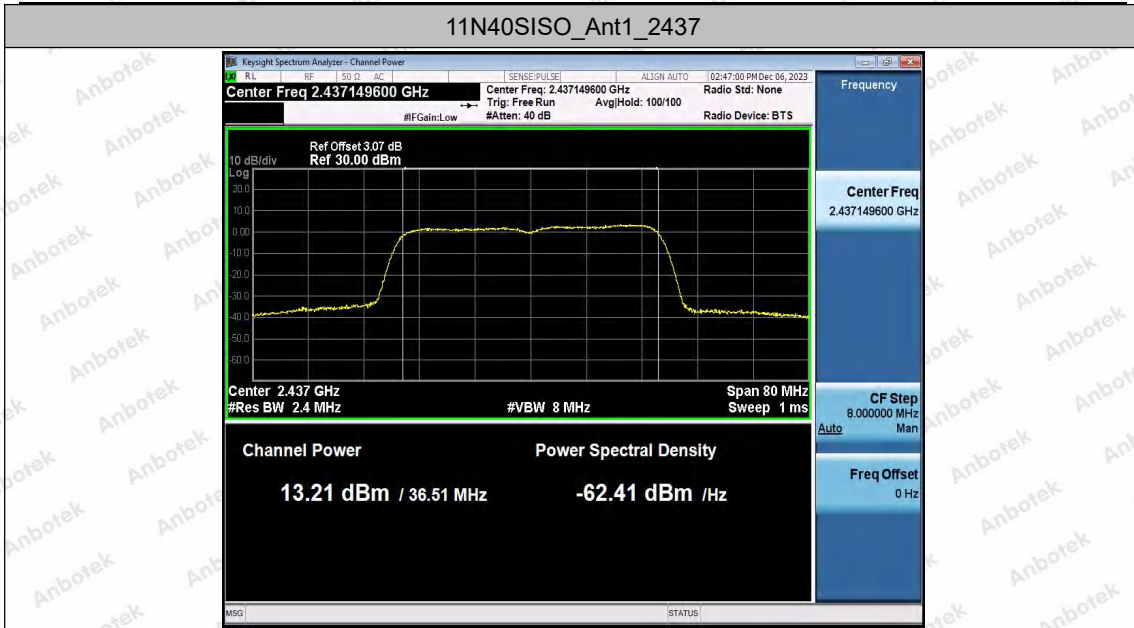 11N40SISO_Ant1_2437
Keysight Spectrum Analyzer - Channel Power
RL RF 50 Ω AC SENSE:PULSE ALIGN AUTO 02:47:00 PM Dec 06, 2023
Center Freq 2.437149600 GHz
Center Freq: 2.437149600 GHz Radio Std: None
Trig: Free Run Avg|Hold: 100/100
#IFGain:Low #Atten: 40 dB Radio Device: BTS
Frequency
Ref Offset 3.07 dB
10 dB/div Ref 30.00 dBm
Log
20.0
10.0
0.00
-10.0
-20.0
-30.0
-40.0
-50.0
-60.0
Center 2.437 GHz Span 80 MHz
#Res BW 2.4 MHz #VBW 8 MHz Sweep 1 ms
Center Freq
2.437149600 GHz
CF Step
8.000000 MHz
Auto Man
Freq Offset
0 Hz
Channel Power Power Spectral Density
13.21 dBm / 36.51 MHz -62.41 dBm /Hz
MSG STATUS
Anbotek